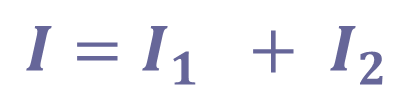 I = I₁ + I₂